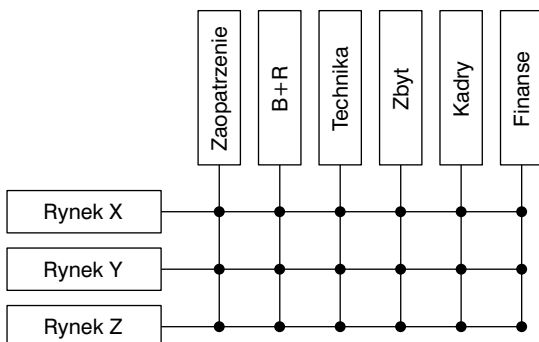 Zaopatrzenie
B+R
Technika
Zbyt
Kadry
Finanse
Rynek X
Rynek Y
Rynek Z